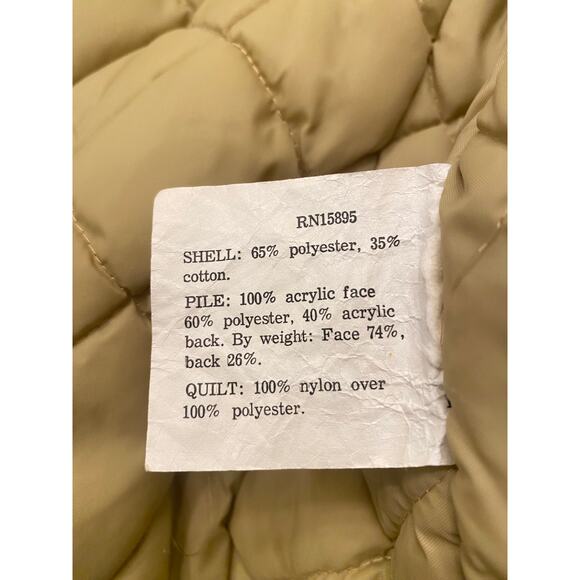 RN15895
SHELL: 65% polyester, 35%
cotton.
PILE: 100% acrylic face
60% polyester, 40% acrylic
back. By weight: Face 74%,
back 26%.
QUILT: 100% nylon over
100% polyester.